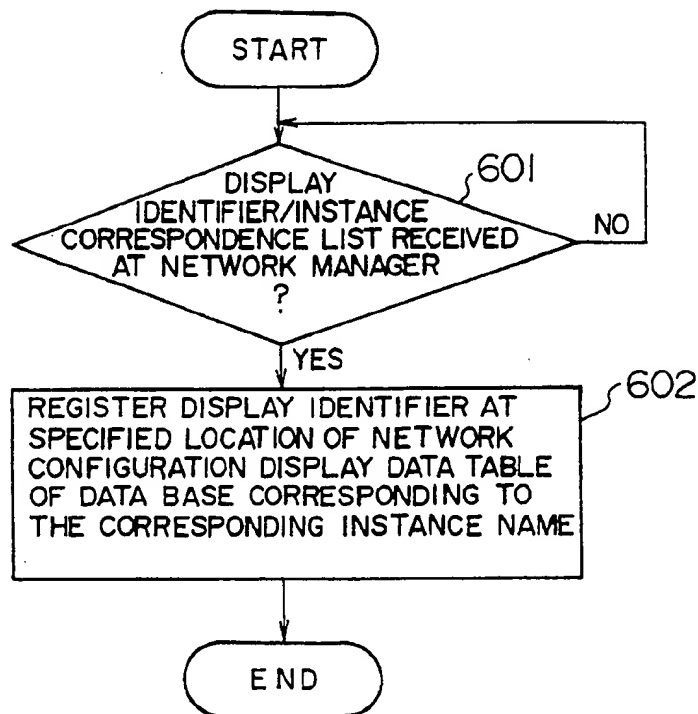 START
601
DISPLAY
IDENTIFIER/INSTANCE
CORRESPONDENCE LIST RECEIVED
AT NETWORK MANAGER
?
NO
YES
602
REGISTER DISPLAY IDENTIFIER AT
SPECIFIED LOCATION OF NETWORK
CONFIGURATION DISPLAY DATA TABLE
OF DATA BASE CORRESPONDING TO
THE CORRESPONDING INSTANCE NAME
END